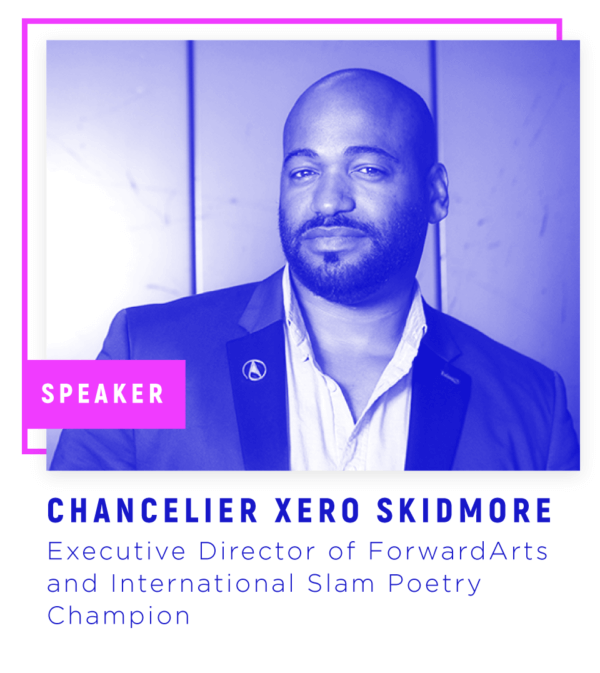 SPEAKER
CHANCELIER XERO SKIDMORE
Executive Director of ForwardArts
and International Slam Poetry
Champion